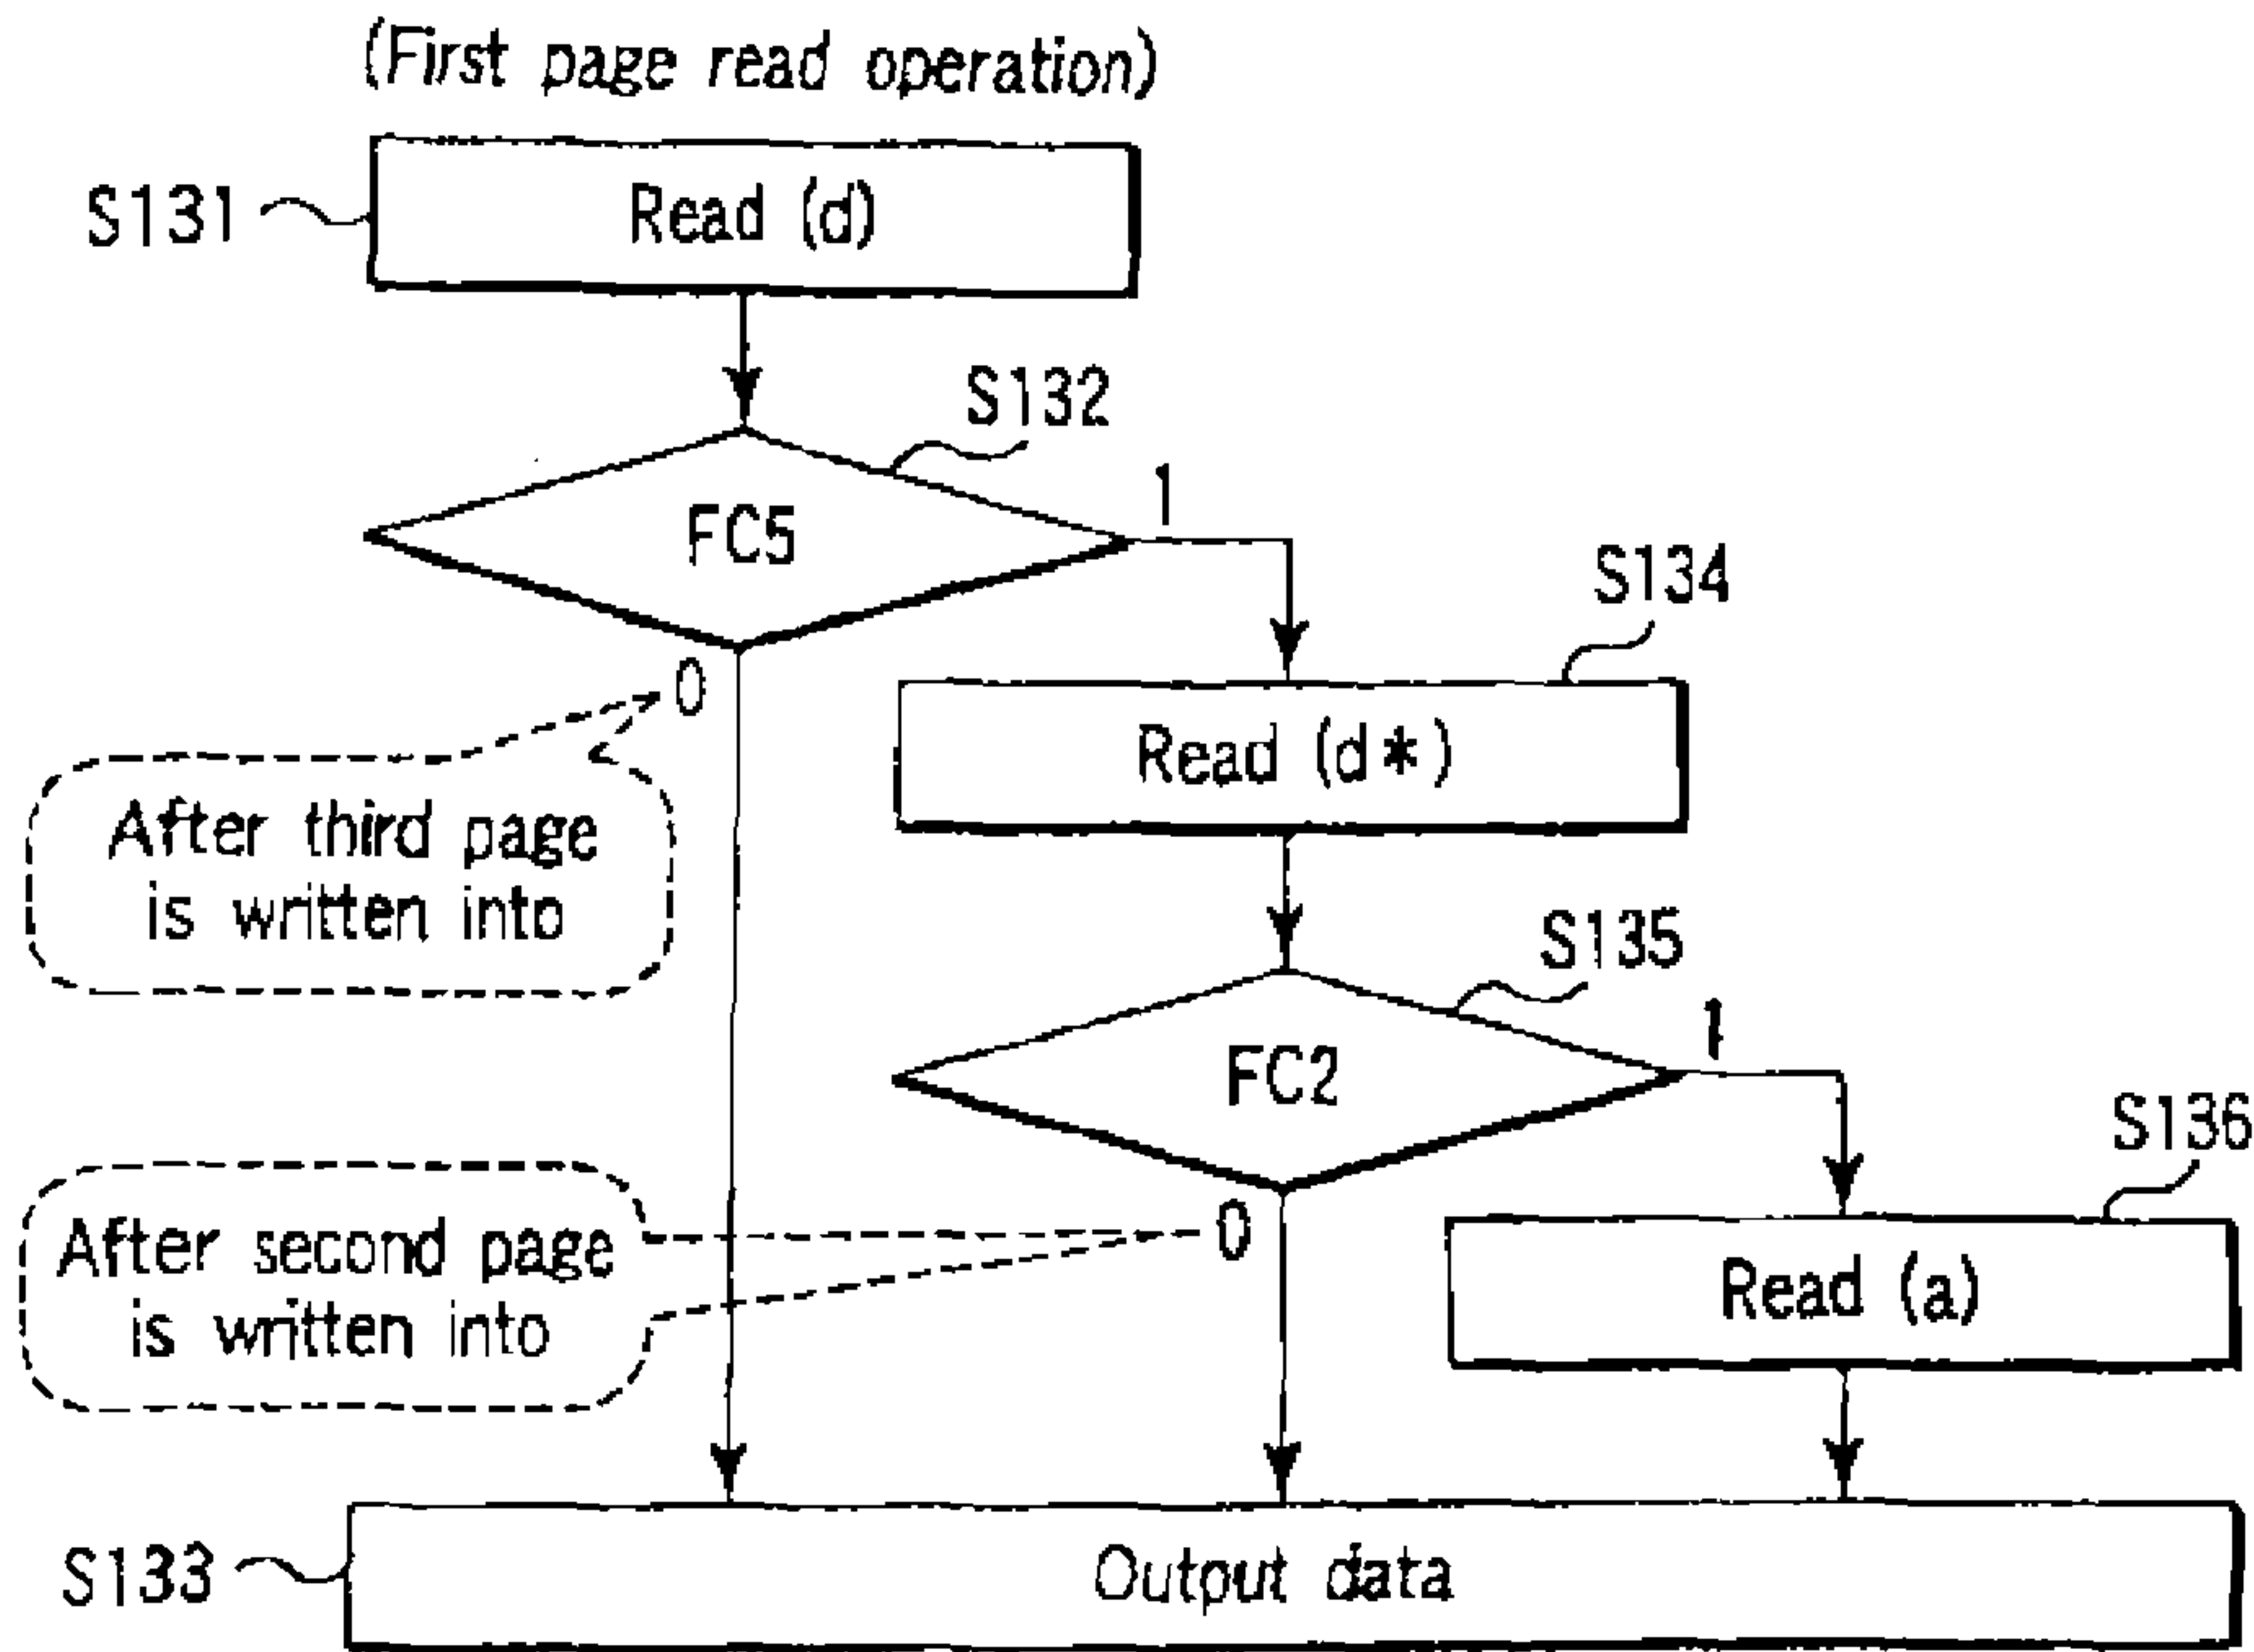 (First page read operation)
S131
Read (d)
S132
FC5
1
0
S134
Read (d*)
After third page
is written into
S135
FC2
1
0
S136
Read (a)
After second page
is written into
S133
Output data